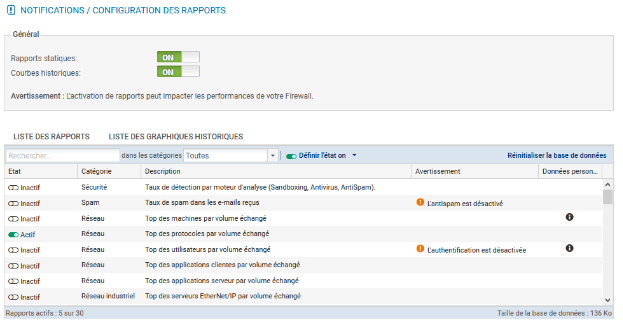 NOTIFICATIONS / CONFIGURATION DES RAPPORTS
Général
Rapports statiques : ON
Courbes historiques : ON
Avertissement : L'activation de rapports peut impacter les performances de votre Firewall.
LISTE DES RAPPORTS LISTE DES GRAPHIQUES HISTORIQUES
Rechercher... dans les catégories Toutes Définir l'état on Réinitialiser la base de données
Etat Catégorie Description Avertissement Données person...
Inactif Sécurité Taux de détection par moteur d'analyse (Sandboxing, Antivirus, AntiSpam).
Inactif Spam Taux de spam dans les e-mails reçus L'antispam est désactivé
Inactif Réseau Top des machines par volume échangé
Actif Réseau Top des protocoles par volume échangé
Inactif Réseau Top des utilisateurs par volume échangé L'authentification est désactivée
Inactif Réseau Top des applications clientes par volume échangé
Inactif Réseau Top des applications serveur par volume échangé
Inactif Réseau industriel Top des serveurs EtherNet/IP par volume échangé
Rapports actifs : 5 sur 30 Taille de la base de données : 136 Ko